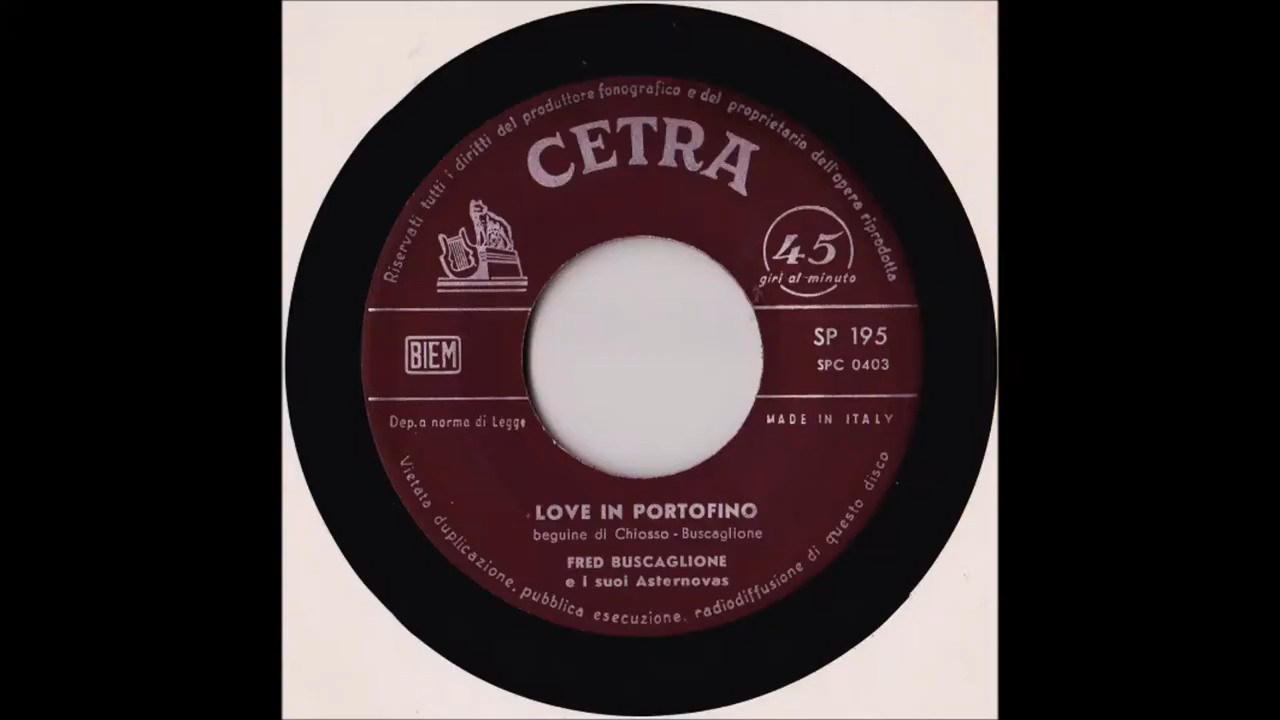 Riservati tutti i diritti del produttore fonografico e del proprietario dell'opera riprodotta
CETRA
45
giri al minuto
BIEM
SP 195
SPC 0403
Dep. a norma di Legge
MADE IN ITALY
LOVE IN PORTOFINO
beguine di Chiosso - Buscaglione
FRED BUSCAGLIONE
e i suoi Asternovas
Vietata duplicazione, pubblica esecuzione, radiodiffusione di questo disco